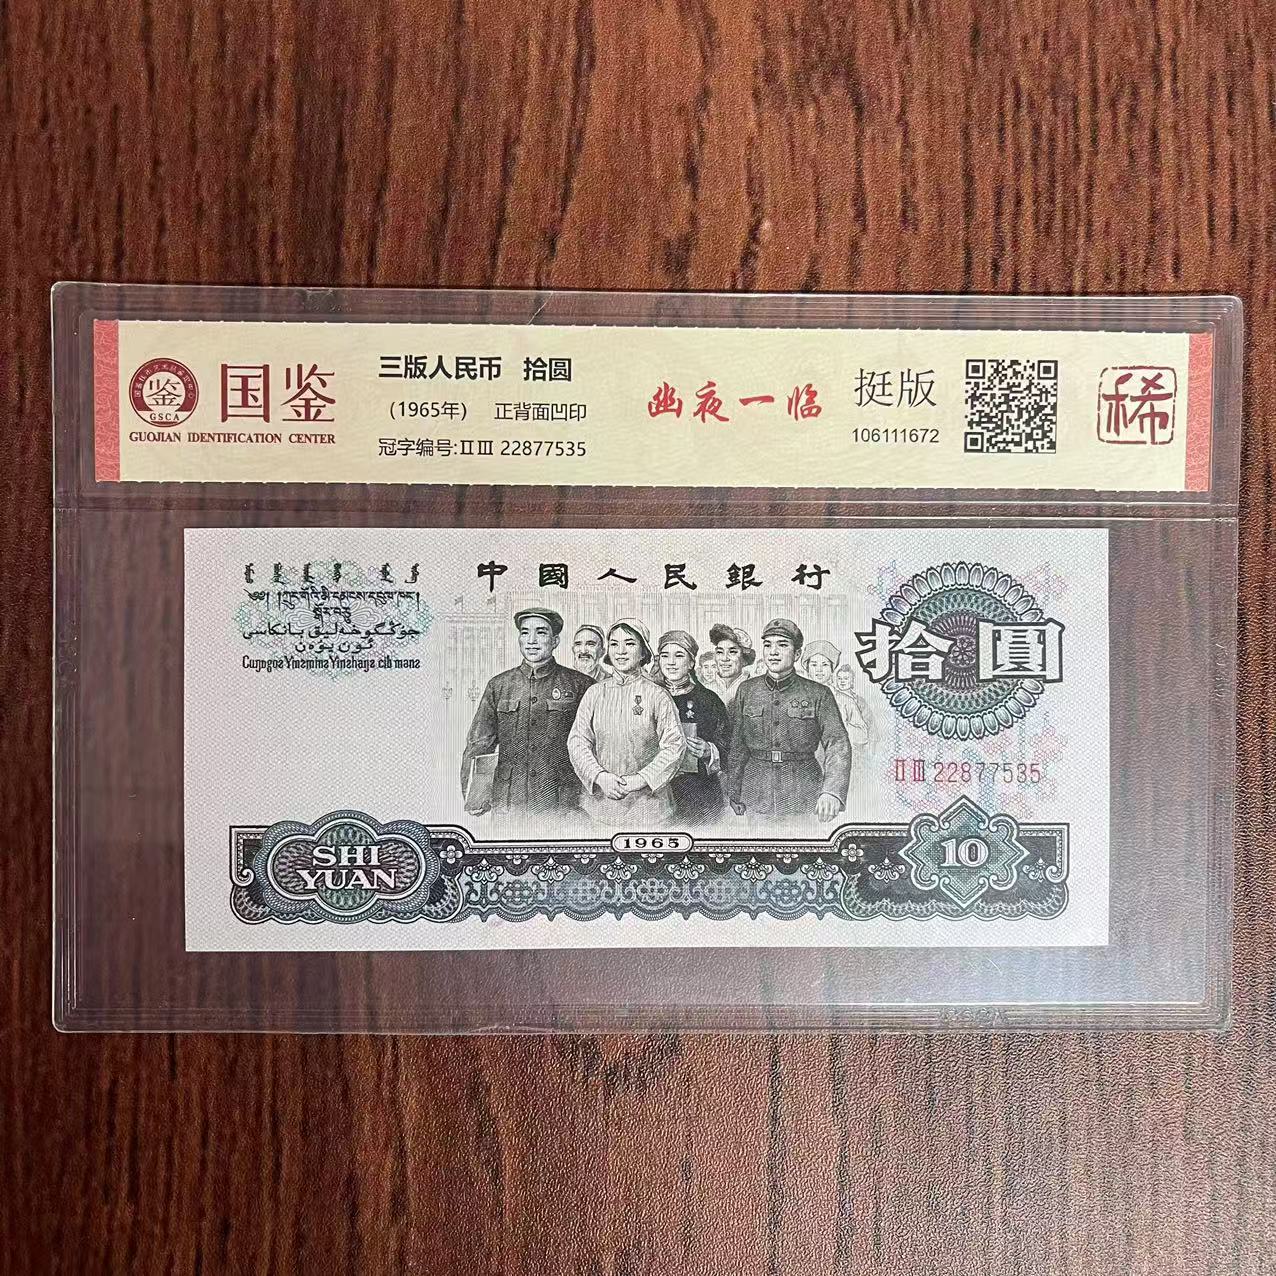 国鉴
鉴
GSCA
GUOJIAN IDENTIFICATION CENTER
三版人民币 拾圆
(1965年) 正背面凹印
冠字编号:ⅡⅢ 22877535
幽夜一临
挺版
106111672
稀
中國人民銀行
拾圓
ⅡⅢ 22877535
1965
SHI
YUAN
10